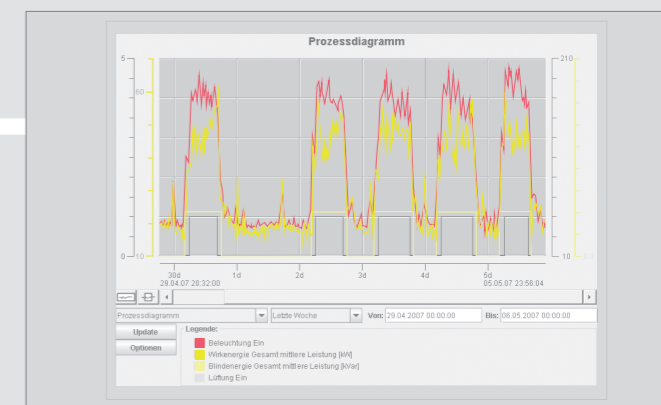 Prozessdiagramm
5
60
210
0
10
10
30d 1d 2d 3d 4d 5d
29.04.07 20:32:00 05.05.07 23:56:04
Prozessdiagramm Letzte Woche Von: 29.04.2007 00:00:00 Bis: 06.05.2007 00:00:00
Update Legende:
Optionen Beleuchtung Ein
Wirkenergie Gesamt mittlere Leistung [kW]
Blindenergie Gesamt mittlere Leistung [kVar]
Lüftung Ein